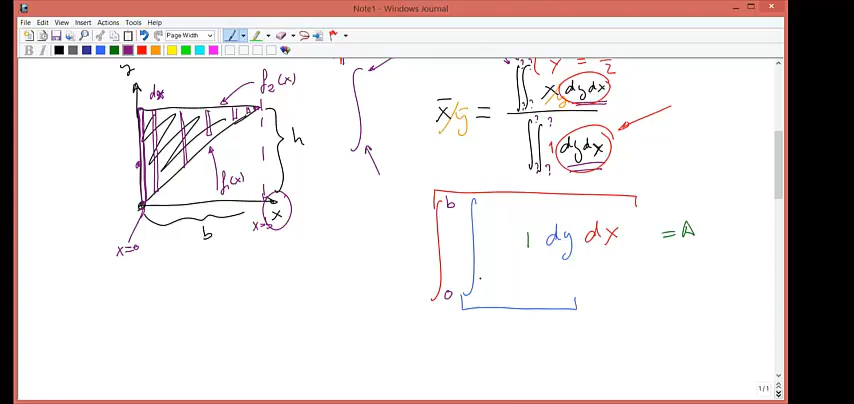 Note1 - Windows Journal
File Edit View Insert Actions Tools Help
Page Width
B I
y
dx
f2(x)
h
f1(x)
x=0
b
x
( y = 2
x̄/ȳ = ∫∫ x/y dy dx
∫∫ 1 dy dx
? ? ? ?
∫ b 0 ∫ 1 dy dx = A
1/1